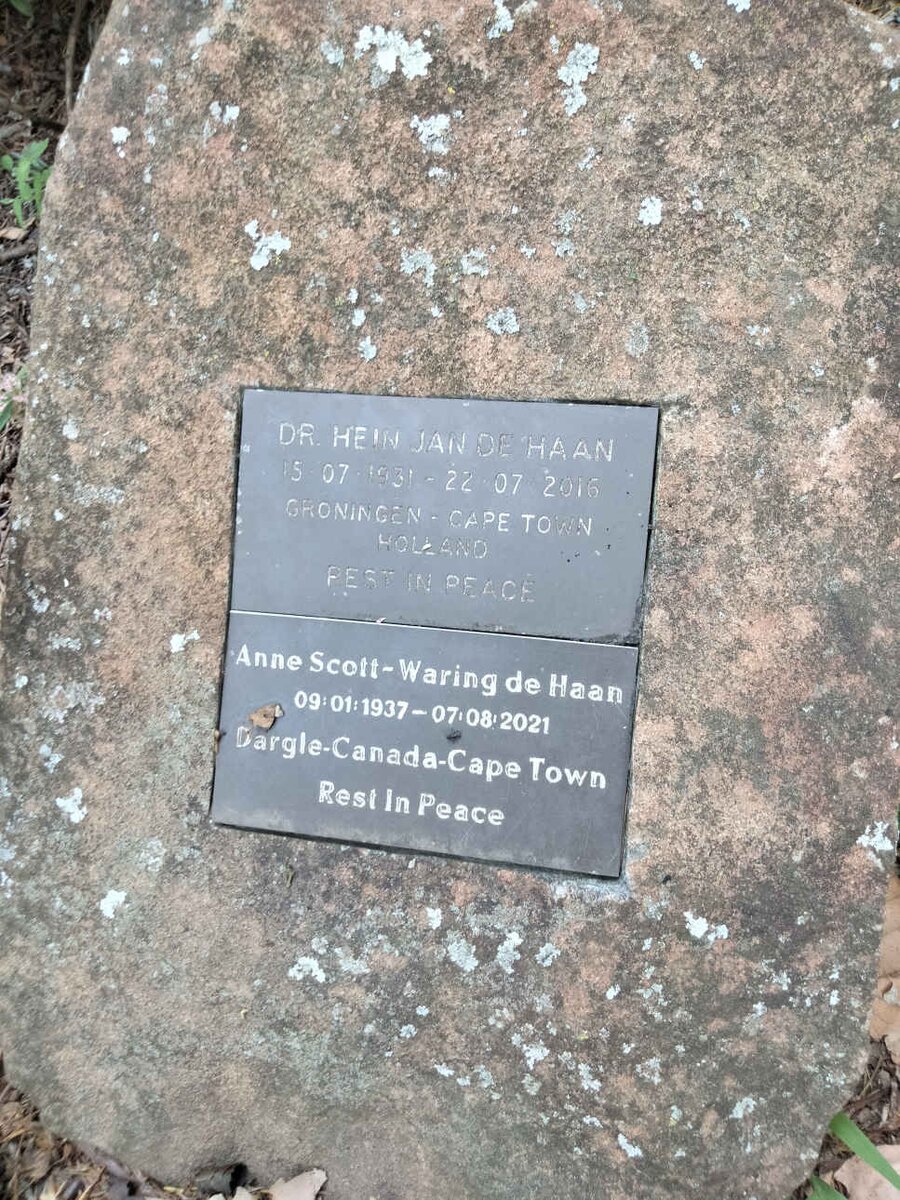 DR. HEIN JAN DE HAAN
15·07·1931 - 22·07·2016
GRONINGEN - CAPE TOWN
HOLLAND
REST IN PEACE
Anne Scott-Waring de Haan
09:01:1937 - 07:08:2021
Dargle-Canada-Cape Town
Rest In Peace